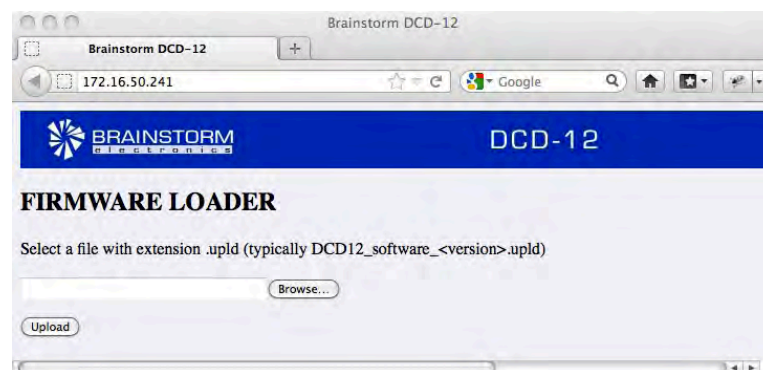 Brainstorm DCD-12
Brainstorm DCD-12 +
172.16.50.241 Google
BRAINSTORM DCD-12
electronics
FIRMWARE LOADER
Select a file with extension .upld (typically DCD12_software_<version>.upld)
Browse...
Upload